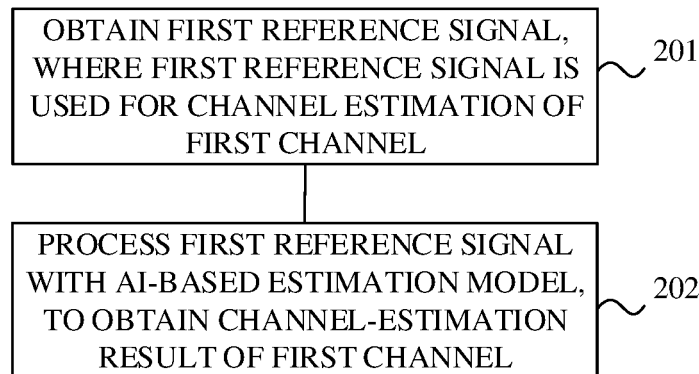 OBTAIN FIRST REFERENCE SIGNAL,
WHERE FIRST REFERENCE SIGNAL IS
USED FOR CHANNEL ESTIMATION OF
FIRST CHANNEL
201
PROCESS FIRST REFERENCE SIGNAL
WITH AI-BASED ESTIMATION MODEL,
TO OBTAIN CHANNEL-ESTIMATION
RESULT OF FIRST CHANNEL
202